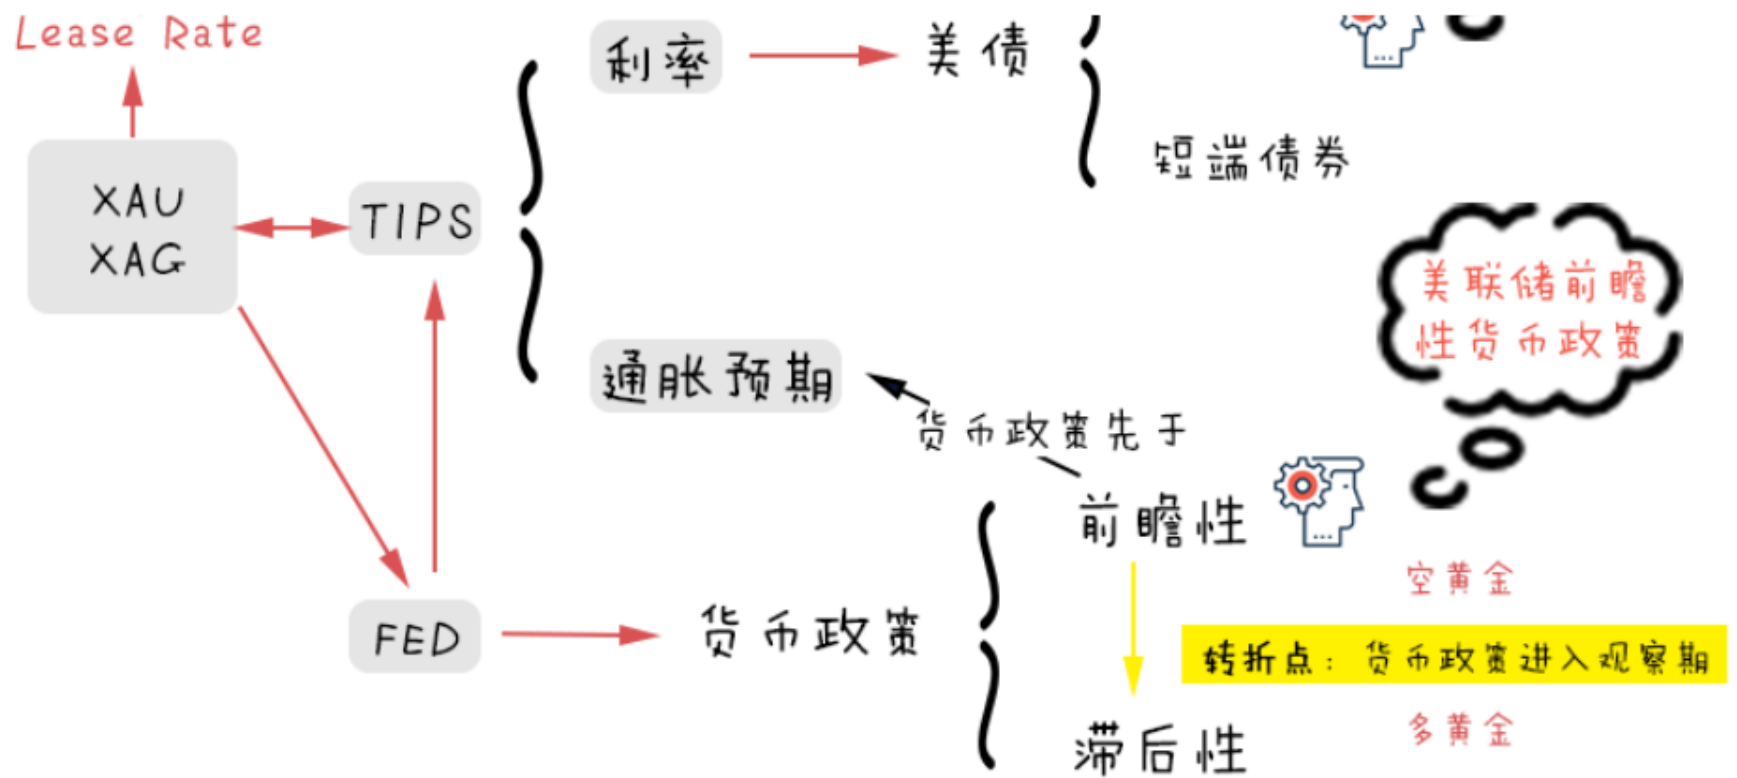 Lease Rate
利率
美债
短端债券
XAU
XAG
TIPS
美联储前瞻
性货币政策
通胀预期
货币政策先于
前瞻性
空黄金
FED
货币政策
转折点：货币政策进入观察期
滞后性
多黄金